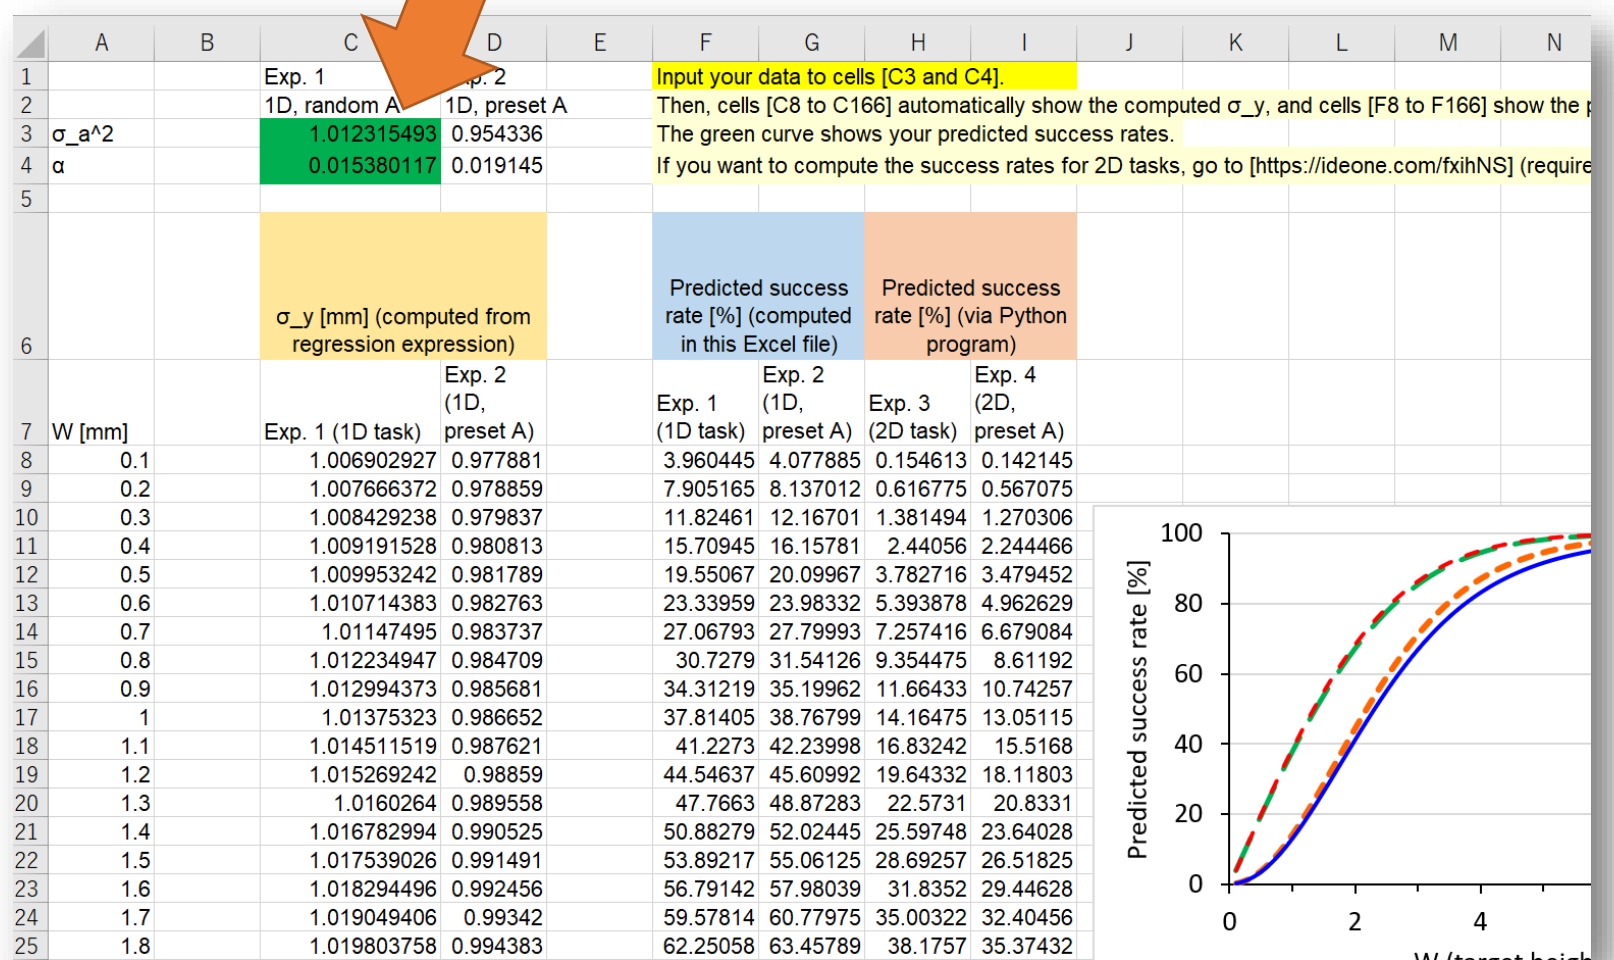 A B C D E F G H I J K L M N
1 Exp. 1 p. 2 Input your data to cells [C3 and C4].
2 1D, random A 1D, preset A Then, cells [C8 to C166] automatically show the computed σ_y, and cells [F8 to F166] show the
3 σ_a^2 1.012315493 0.954336 The green curve shows your predicted success rates.
4 α 0.015380117 0.019145 If you want to compute the success rates for 2D tasks, go to [https://ideone.com/fxihNS] (require
5
6 σ_y [mm] (computed from regression expression) Predicted success rate [%] (computed in this Excel file) Predicted success rate [%] (via Python program)
7 W [mm] Exp. 1 (1D task) Exp. 2 (1D, preset A) Exp. 1 (1D task) Exp. 2 (1D, preset A) Exp. 3 (2D task) Exp. 4 (2D, preset A)
8 0.1 1.006902927 0.977881 3.960445 4.077885 0.154613 0.142145
9 0.2 1.007666372 0.978859 7.905165 8.137012 0.616775 0.567075
10 0.3 1.008429238 0.979837 11.82461 12.16701 1.381494 1.270306
11 0.4 1.009191528 0.980813 15.70945 16.15781 2.44056 2.244466
12 0.5 1.009953242 0.981789 19.55067 20.09967 3.782716 3.479452
13 0.6 1.010714383 0.982763 23.33959 23.98332 5.393878 4.962629
14 0.7 1.01147495 0.983737 27.06793 27.79993 7.257416 6.679084
15 0.8 1.012234947 0.984709 30.7279 31.54126 9.354475 8.61192
16 0.9 1.012994373 0.985681 34.31219 35.19962 11.66433 10.74257
17 1 1.01375323 0.986652 37.81405 38.76799 14.16475 13.05115
18 1.1 1.014511519 0.987621 41.2273 42.23998 16.83242 15.5168
19 1.2 1.015269242 0.98859 44.54637 45.60992 19.64332 18.11803
20 1.3 1.0160264 0.989558 47.7663 48.87283 22.5731 20.8331
21 1.4 1.016782994 0.990525 50.88279 52.02445 25.59748 23.64028
22 1.5 1.017539026 0.991491 53.89217 55.06125 28.69257 26.51825
23 1.6 1.018294496 0.992456 56.79142 57.98039 31.8352 29.44628
24 1.7 1.019049406 0.99342 59.57814 60.77975 35.00322 32.40456
25 1.8 1.019803758 0.994383 62.25058 63.45789 38.1757 35.37432
Predicted success rate [%]
100
80
60
40
20
0
0 2 4
W (target heigh